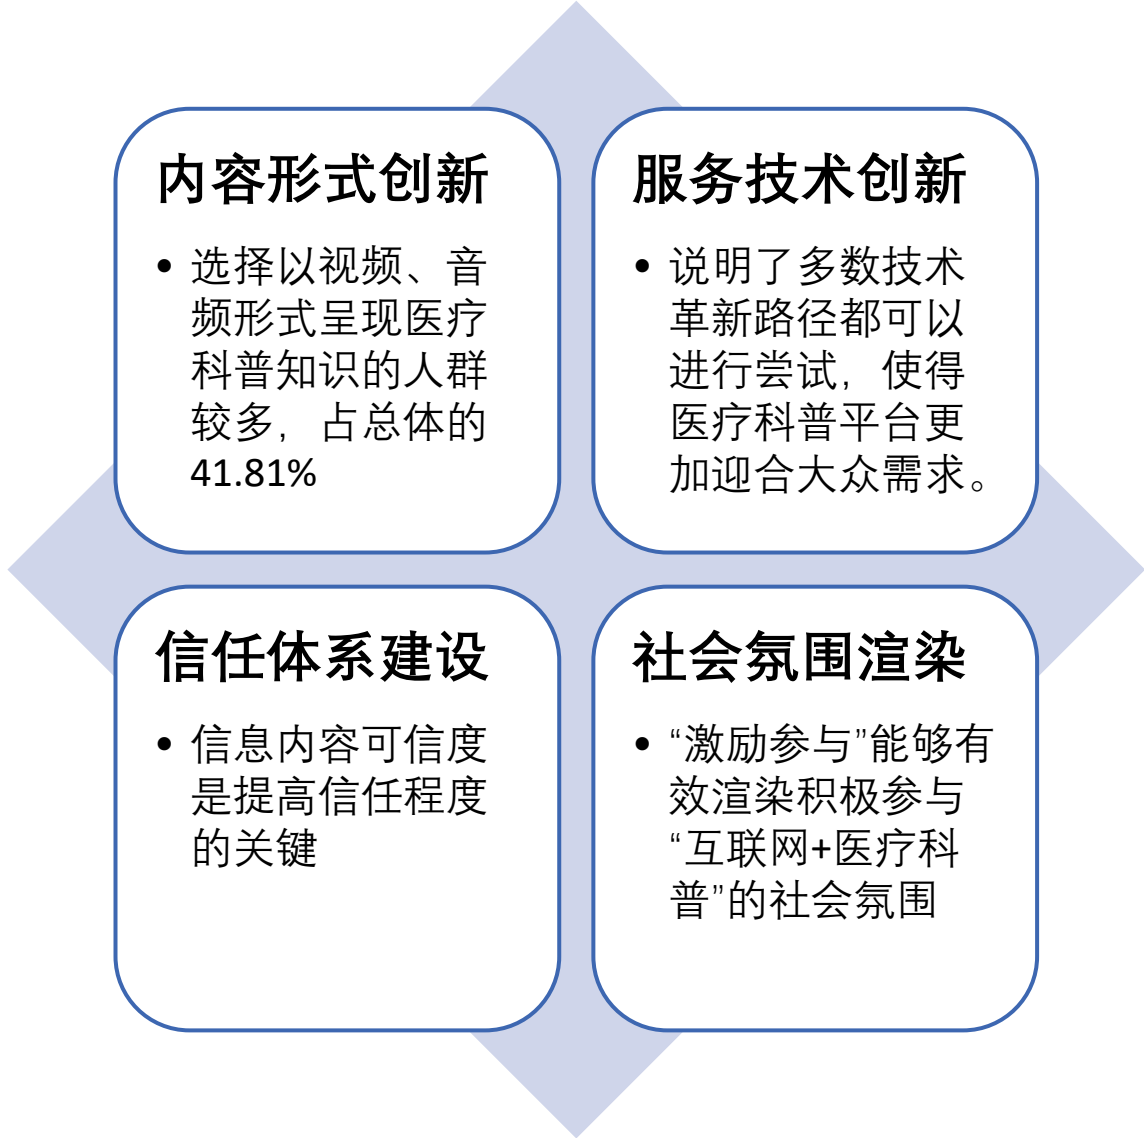 内容形式创新
• 选择以视频、音
频形式呈现医疗
科普知识的人群
较多，占总体的
41.81%
服务技术创新
• 说明了多数技术
革新路径都可以
进行尝试，使得
医疗科普平台更
加迎合大众需求。
信任体系建设
• 信息内容可信度
是提高信任程度
的关键
社会氛围渲染
• “激励参与”能够有
效渲染积极参与
“互联网+医疗科
普”的社会氛围